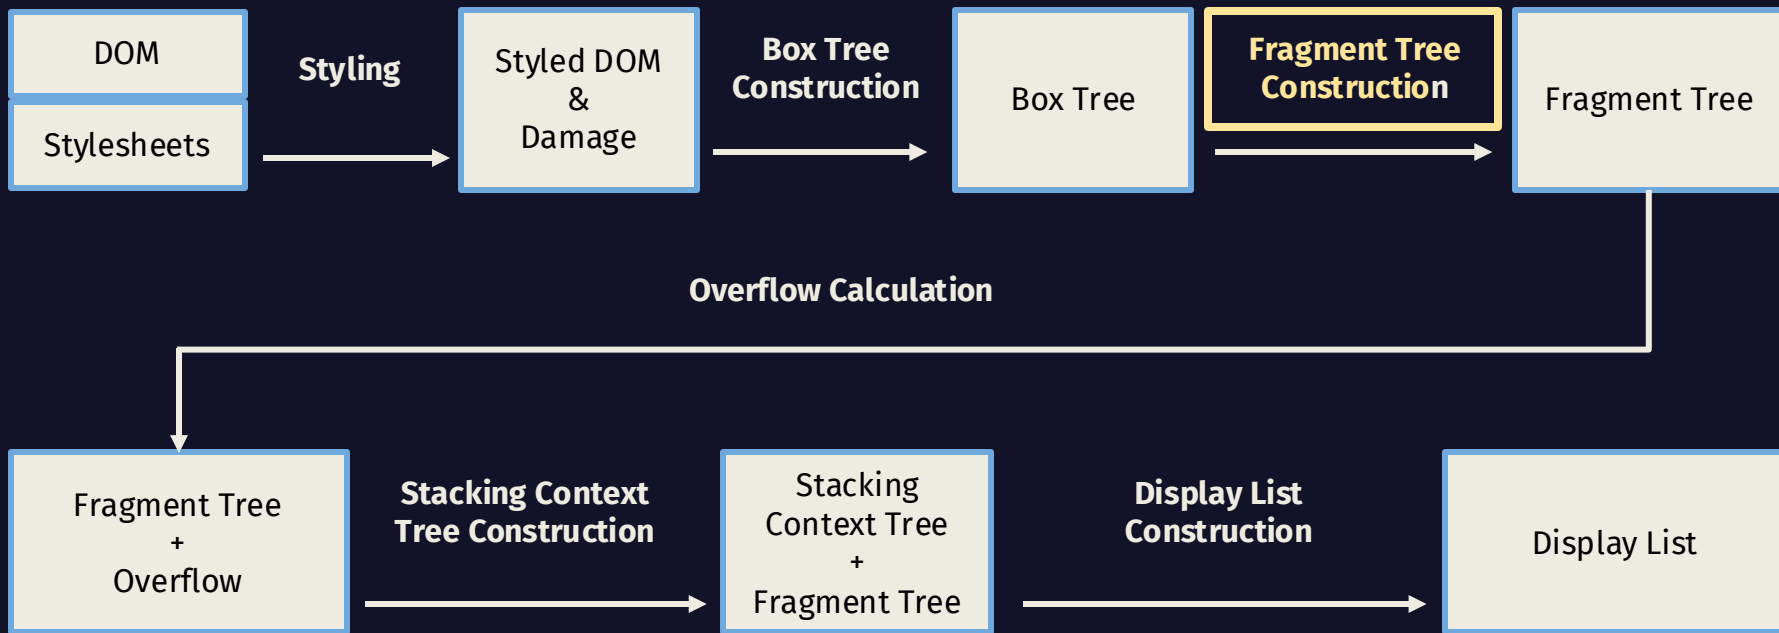 DOM
Stylesheets
Styling
Styled DOM
&
Damage
Box Tree
Construction
Box Tree
Fragment Tree
Construction
Fragment Tree
Overflow Calculation
Fragment Tree
+
Overflow
Stacking Context
Tree Construction
Stacking
Context Tree
+
Fragment Tree
Display List
Construction
Display List